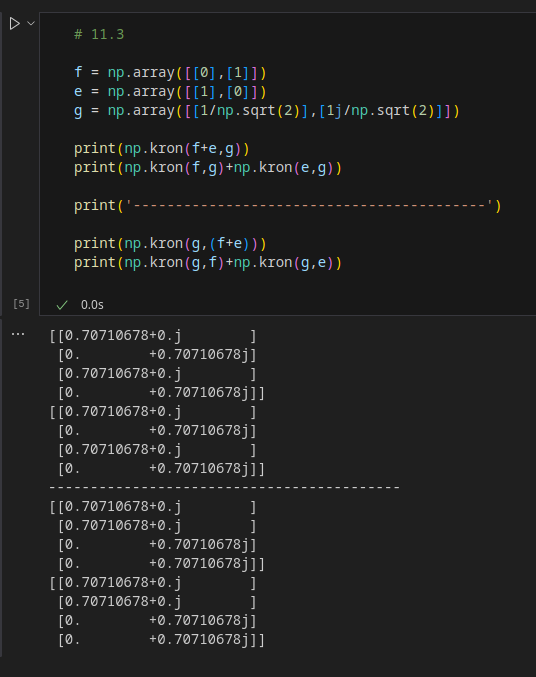 # 11.3
f = np.array([[0],[1]])
e = np.array([[1],[0]])
g = np.array([[1/np.sqrt(2)],[1j/np.sqrt(2)]])
print(np.kron(f+e,g))
print(np.kron(f,g)+np.kron(e,g))
print('------------------------------------------')
print(np.kron(g,(f+e)))
print(np.kron(g,f)+np.kron(g,e))
[5] ✓ 0.0s
... [[0.70710678+0.j        ]
 [0.        +0.70710678j]
 [0.70710678+0.j        ]
 [0.        +0.70710678j]]
[[0.70710678+0.j        ]
 [0.        +0.70710678j]
 [0.70710678+0.j        ]
 [0.        +0.70710678j]]
------------------------------------------
[[0.70710678+0.j        ]
 [0.70710678+0.j        ]
 [0.        +0.70710678j]
 [0.        +0.70710678j]]
[[0.70710678+0.j        ]
 [0.70710678+0.j        ]
 [0.        +0.70710678j]
 [0.        +0.70710678j]]